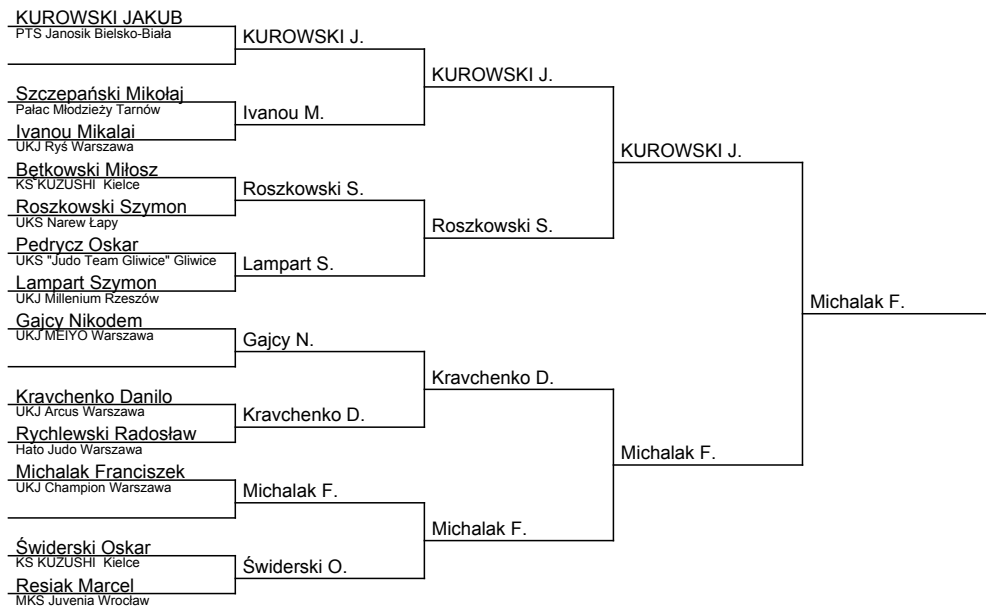 KUROWSKI JAKUB
PTS Janosik Bielsko-Biała
Szczepański Mikołaj
Pałac Młodzieży Tarnów
Ivanou Mikalai
UKJ Ryś Warszawa
Bętkowski Miłosz
KS KUZUSHI Kielce
Roszkowski Szymon
UKS Narew Łapy
Pedrycz Oskar
UKS "Judo Team Gliwice" Gliwice
Lampart Szymon
UKJ Millenium Rzeszów
Gajcy Nikodem
UKJ MEIYO Warszawa
Kravchenko Danilo
UKJ Arcus Warszawa
Rychlewski Radosław
Hato Judo Warszawa
Michalak Franciszek
UKJ Champion Warszawa
Świderski Oskar
KS KUZUSHI Kielce
Resiak Marcel
MKS Juvenia Wrocław
KUROWSKI J.
Ivanou M.
Roszkowski S.
Lampart S.
Gajcy N.
Kravchenko D.
Michalak F.
Świderski O.
KUROWSKI J.
Roszkowski S.
Kravchenko D.
Michalak F.
KUROWSKI J.
Michalak F.
Michalak F.